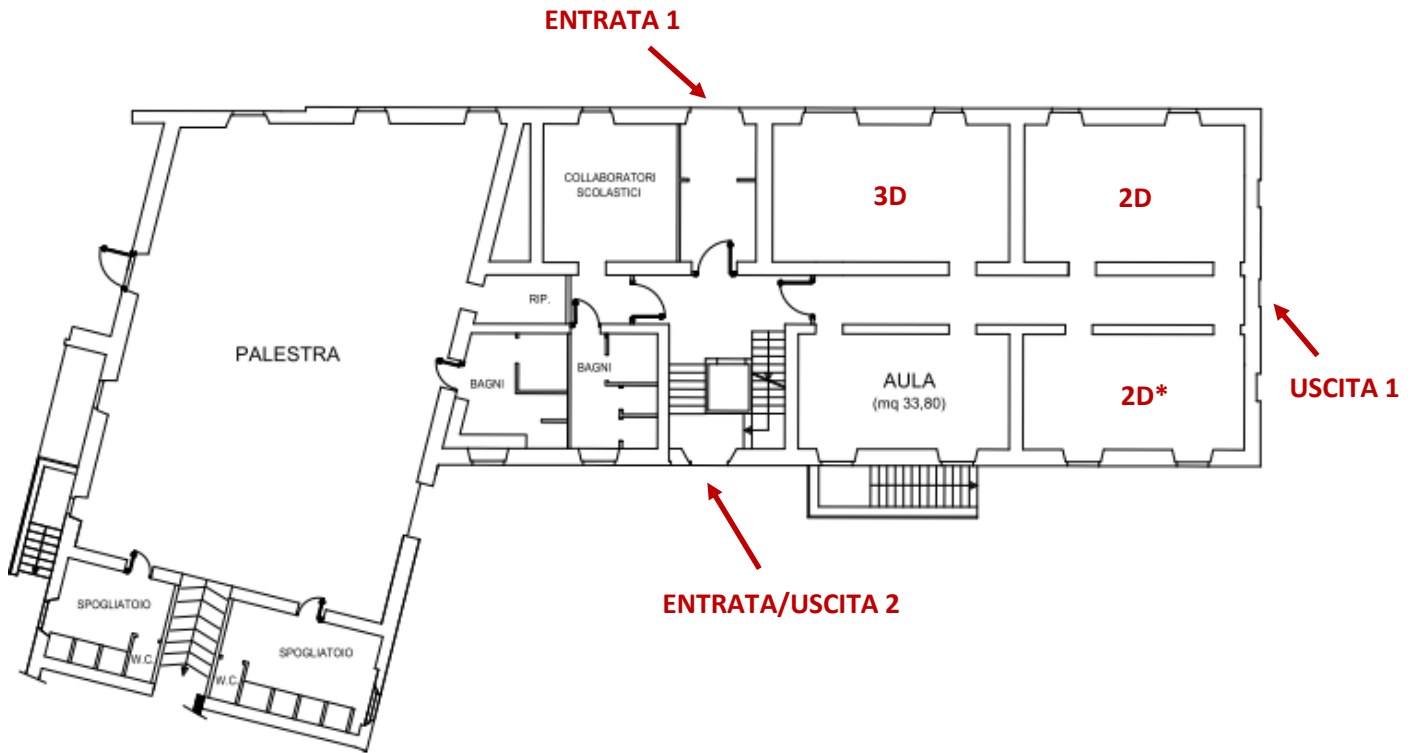 ENTRATA 1
COLLABORATORI
SCOLASTICI
3D
2D
RIP.
PALESTRA
BAGNI
BAGNI
AULA
(mq 33,80)
2D*
USCITA 1
ENTRATA/USCITA 2
SPOGLIATOIO
W.C.
SPOGLIATOIO
W.C.